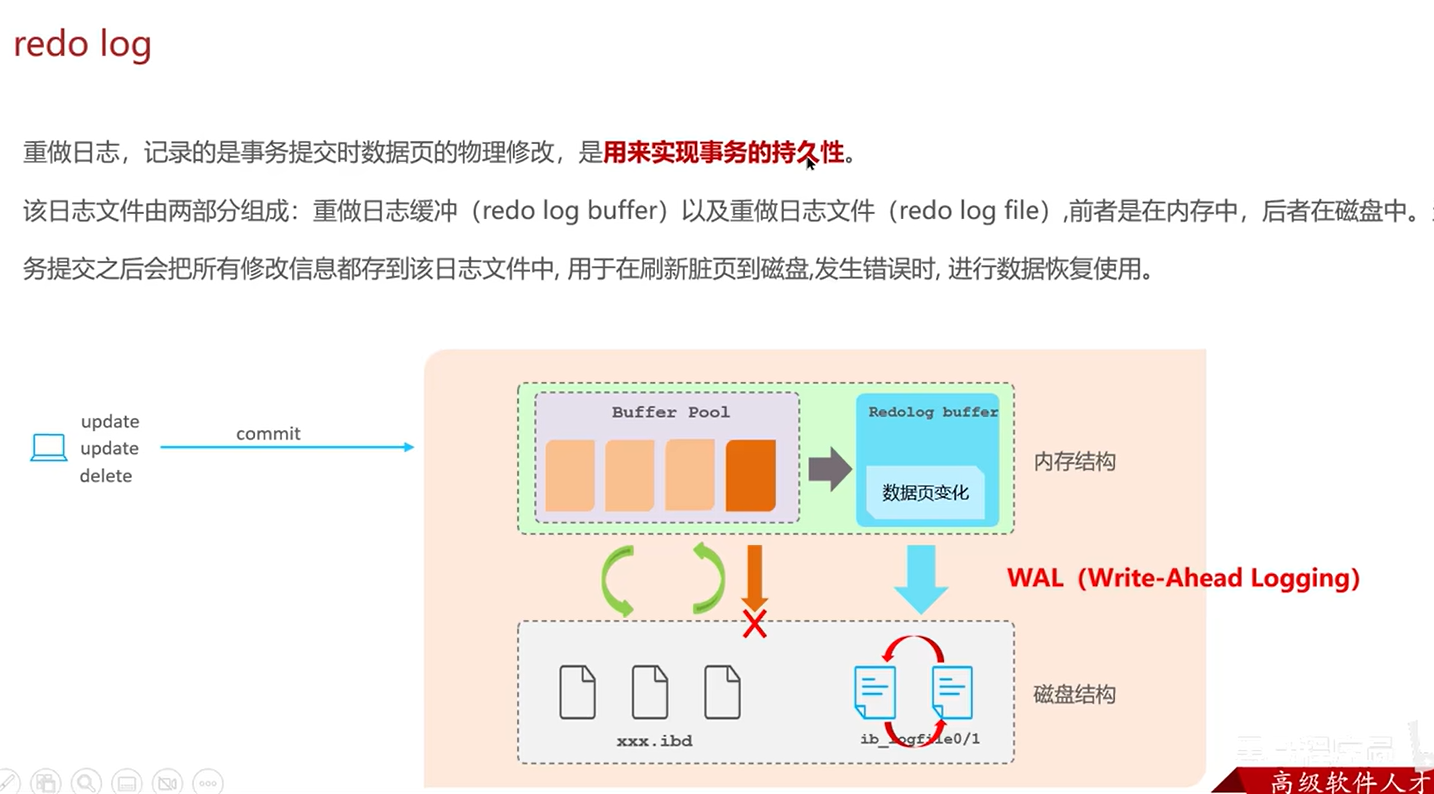 redo log
重做日志，记录的是事务提交时数据页的物理修改，是用来实现事务的持久性。
该日志文件由两部分组成：重做日志缓冲（redo log buffer）以及重做日志文件（redo log file）,前者是在内存中，后者在磁盘中。
务提交之后会把所有修改信息都存到该日志文件中, 用于在刷新脏页到磁盘,发生错误时, 进行数据恢复使用。
update
update
delete
commit
Buffer Pool
Redolog buffer
数据页变化
内存结构
WAL（Write-Ahead Logging）
xxx.ibd
ib_logfile0/1
磁盘结构
高级软件人才